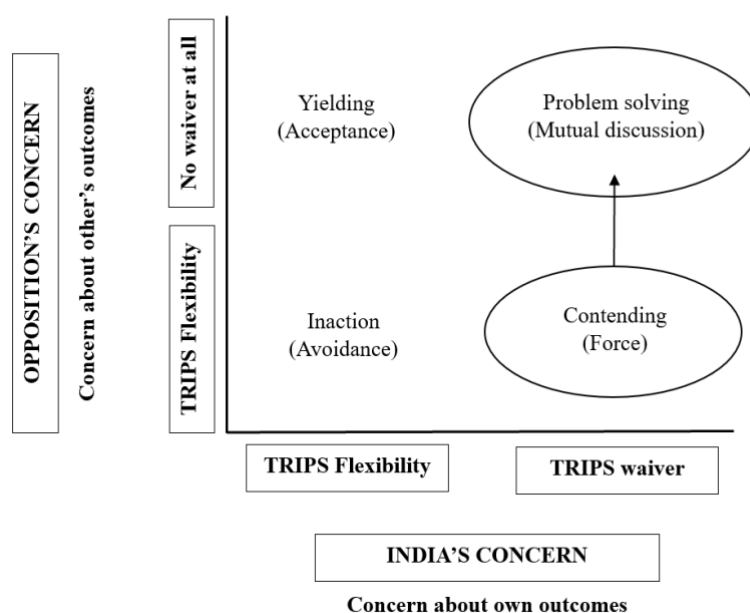 OPPOSITION'S CONCERN
Concern about other's outcomes
No waiver at all
TRIPS Flexibility
Yielding
(Acceptance)
Problem solving
(Mutual discussion)
Inaction
(Avoidance)
Contending
(Force)
TRIPS Flexibility
TRIPS waiver
INDIA'S CONCERN
Concern about own outcomes